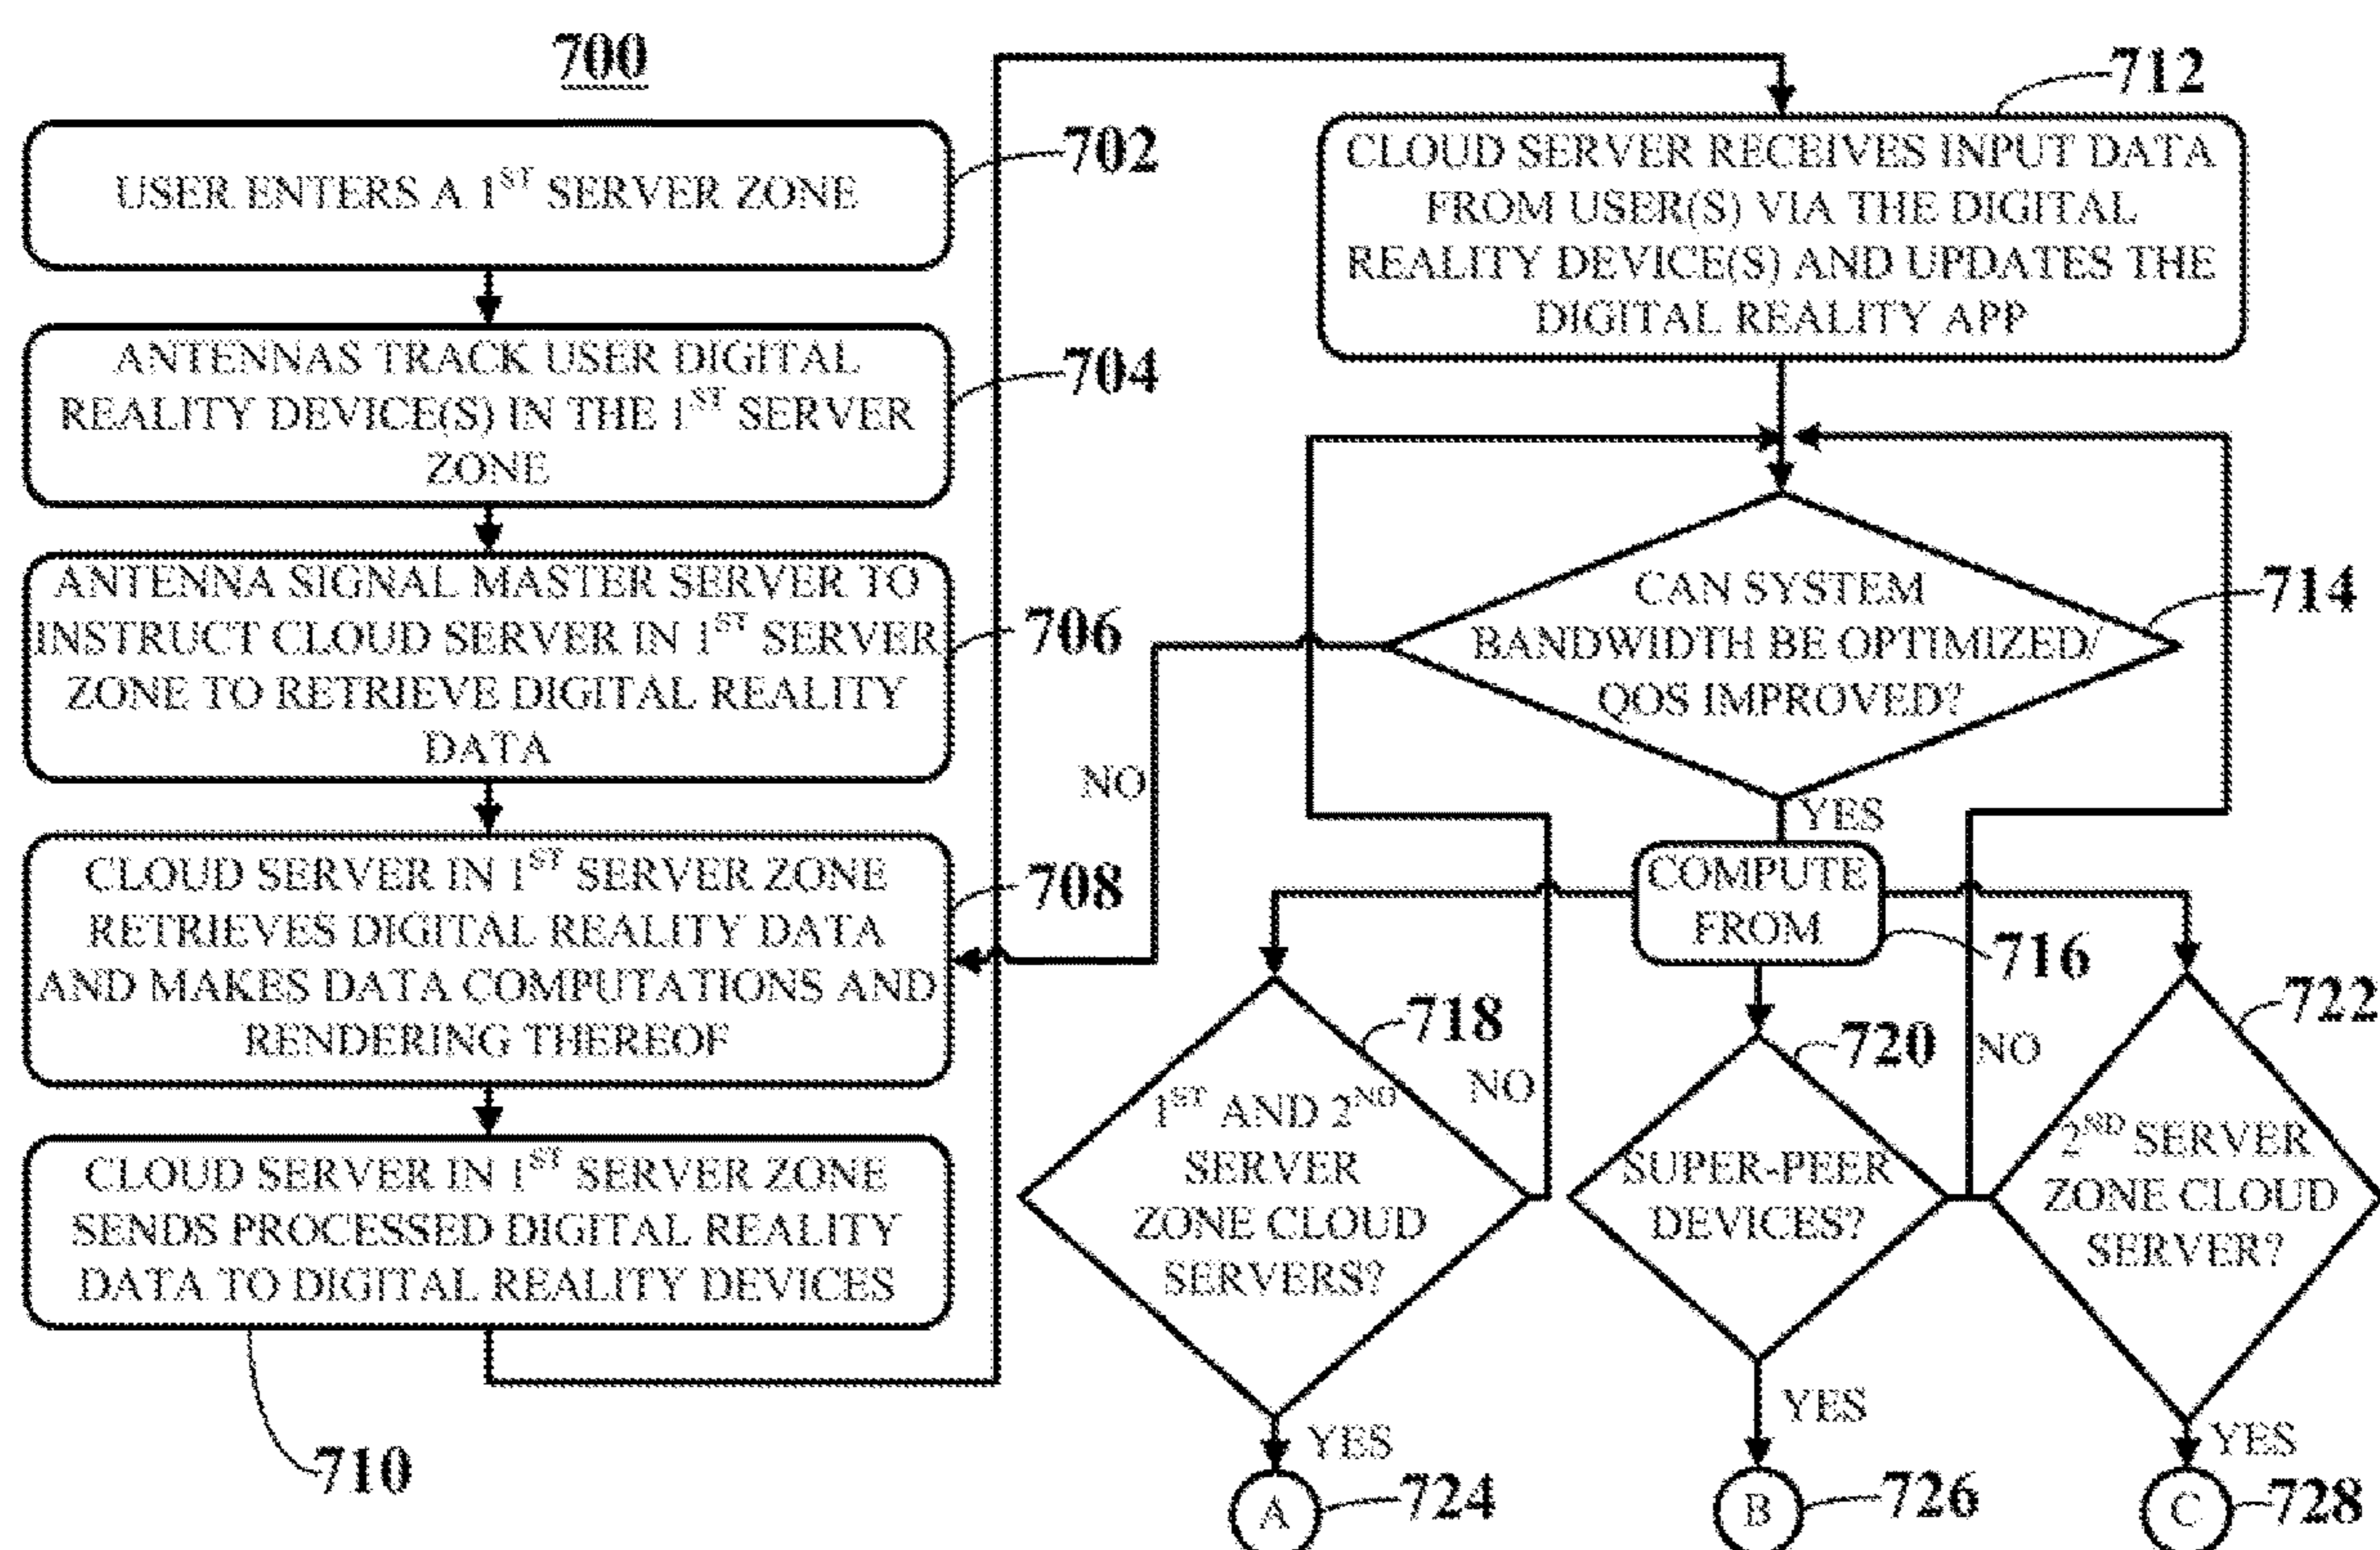 700
USER ENTERS A 1ST SERVER ZONE
702
ANTENNAS TRACK USER DIGITAL
REALITY DEVICE(S) IN THE 1ST SERVER
ZONE
704
ANTENNA SIGNAL MASTER SERVER TO
INSTRUCT CLOUD SERVER IN 1ST SERVER
ZONE TO RETRIEVE DIGITAL REALITY
DATA
706
CLOUD SERVER IN 1ST SERVER ZONE
RETRIEVES DIGITAL REALITY DATA
AND MAKES DATA COMPUTATIONS AND
RENDERING THEREOF
708
CLOUD SERVER IN 1ST SERVER ZONE
SENDS PROCESSED DIGITAL REALITY
DATA TO DIGITAL REALITY DEVICES
710
712
CLOUD SERVER RECEIVES INPUT DATA
FROM USER(S) VIA THE DIGITAL
REALITY DEVICE(S) AND UPDATES THE
DIGITAL REALITY APP
CAN SYSTEM
BANDWIDTH BE OPTIMIZED/
QOS IMPROVED?
714
NO
YES
COMPUTE
FROM
716
718
1ST AND 2ND
SERVER
ZONE CLOUD
SERVERS?
NO
YES
A
724
720
SUPER-PEER
DEVICES?
NO
YES
B
726
722
2ND SERVER
ZONE CLOUD
SERVER?
YES
C
728